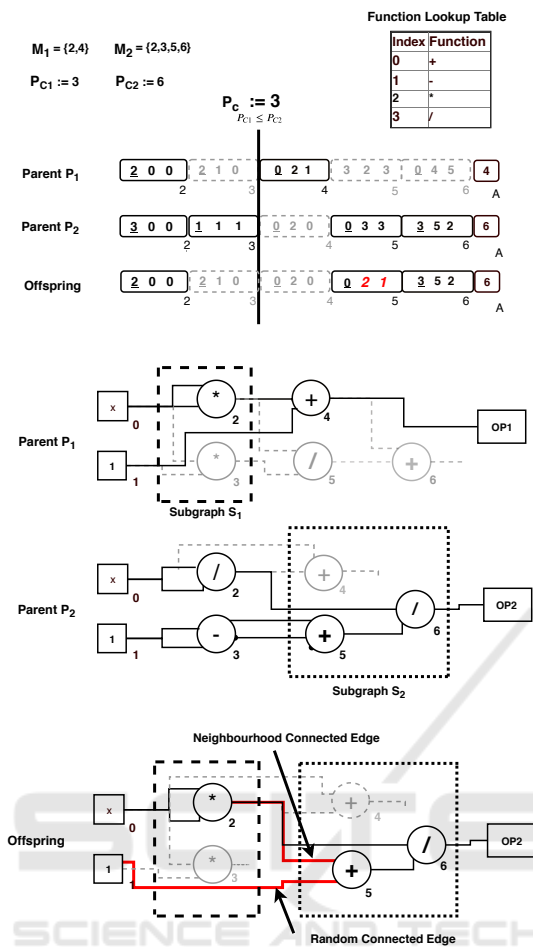 Function Lookup Table
M1 = {2,4} M2 = {2,3,5,6}
Index Function
0 +
1 -
2 *
3 /
PC1 := 3 PC2 := 6
Pc := 3
PC1 ≤ PC2
Parent P1 2 0 0 2 1 0 0 2 1 3 2 3 0 4 5 4
2 3 4 5 6 A
Parent P2 3 0 0 1 1 1 0 2 0 0 3 3 3 5 2 6
2 3 4 5 6 A
Offspring 2 0 0 2 1 0 0 2 0 0 2 1 3 5 2 6
2 3 4 5 6 A
Parent P1
x 0
1 1
* 2
* 3
+ 4
/ 5
+ 6
OP1
Subgraph S1
Parent P2
x 0
1 1
/ 2
- 3
+ 4
+ 5
/ 6
OP2
Subgraph S2
Neighbourhood Connected Edge
Offspring
x 0
1 1
* 2
* 3
+ 4
+ 5
/ 6
OP2
Random Connected Edge
SCIENCE AND TECH